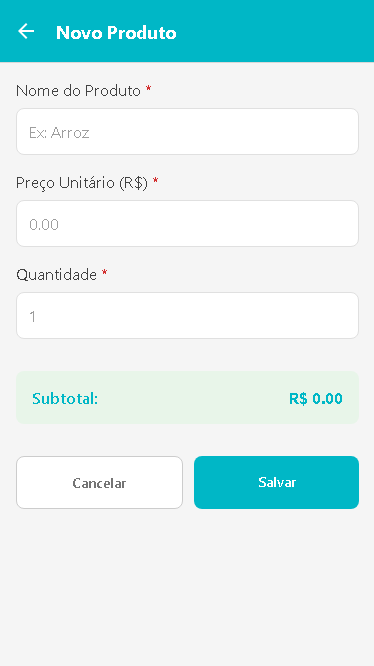 Novo Produto
Nome do Produto *
Ex: Arroz
Preço Unitário (R$) *
0.00
Quantidade *
1
Subtotal: R$ 0.00
Cancelar Salvar